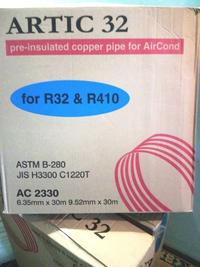 ARTIC 32
pre-insulated copper pipe for AirCond
for R32 & R410
ASTM B-280
JIS H3300 C1220T
AC 2330
6.35mm x 30m 9.52mm x 30m
32